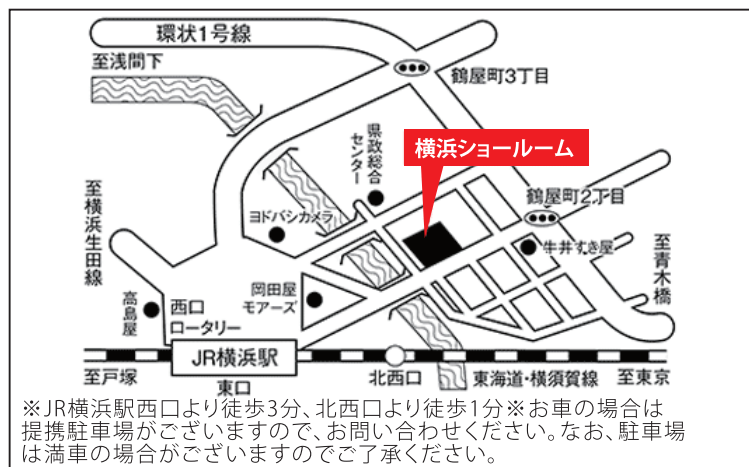 環状1号線
至浅間下
鶴屋町3丁目
県政総合
センター
横浜ショールーム
至横浜生田線
ヨドバシカメラ
鶴屋町2丁目
牛丼すき屋
至青木橋
高島屋
西口
ロータリー
岡田屋
モアーズ
JR横浜駅
至戸塚
東口
北西口
東海道・横須賀線
至東京
※JR横浜駅西口より徒歩3分、北西口より徒歩1分※お車の場合は
提携駐車場がございますので、お問い合わせください。なお、駐車場
は満車の場合がございますのでご了承ください。